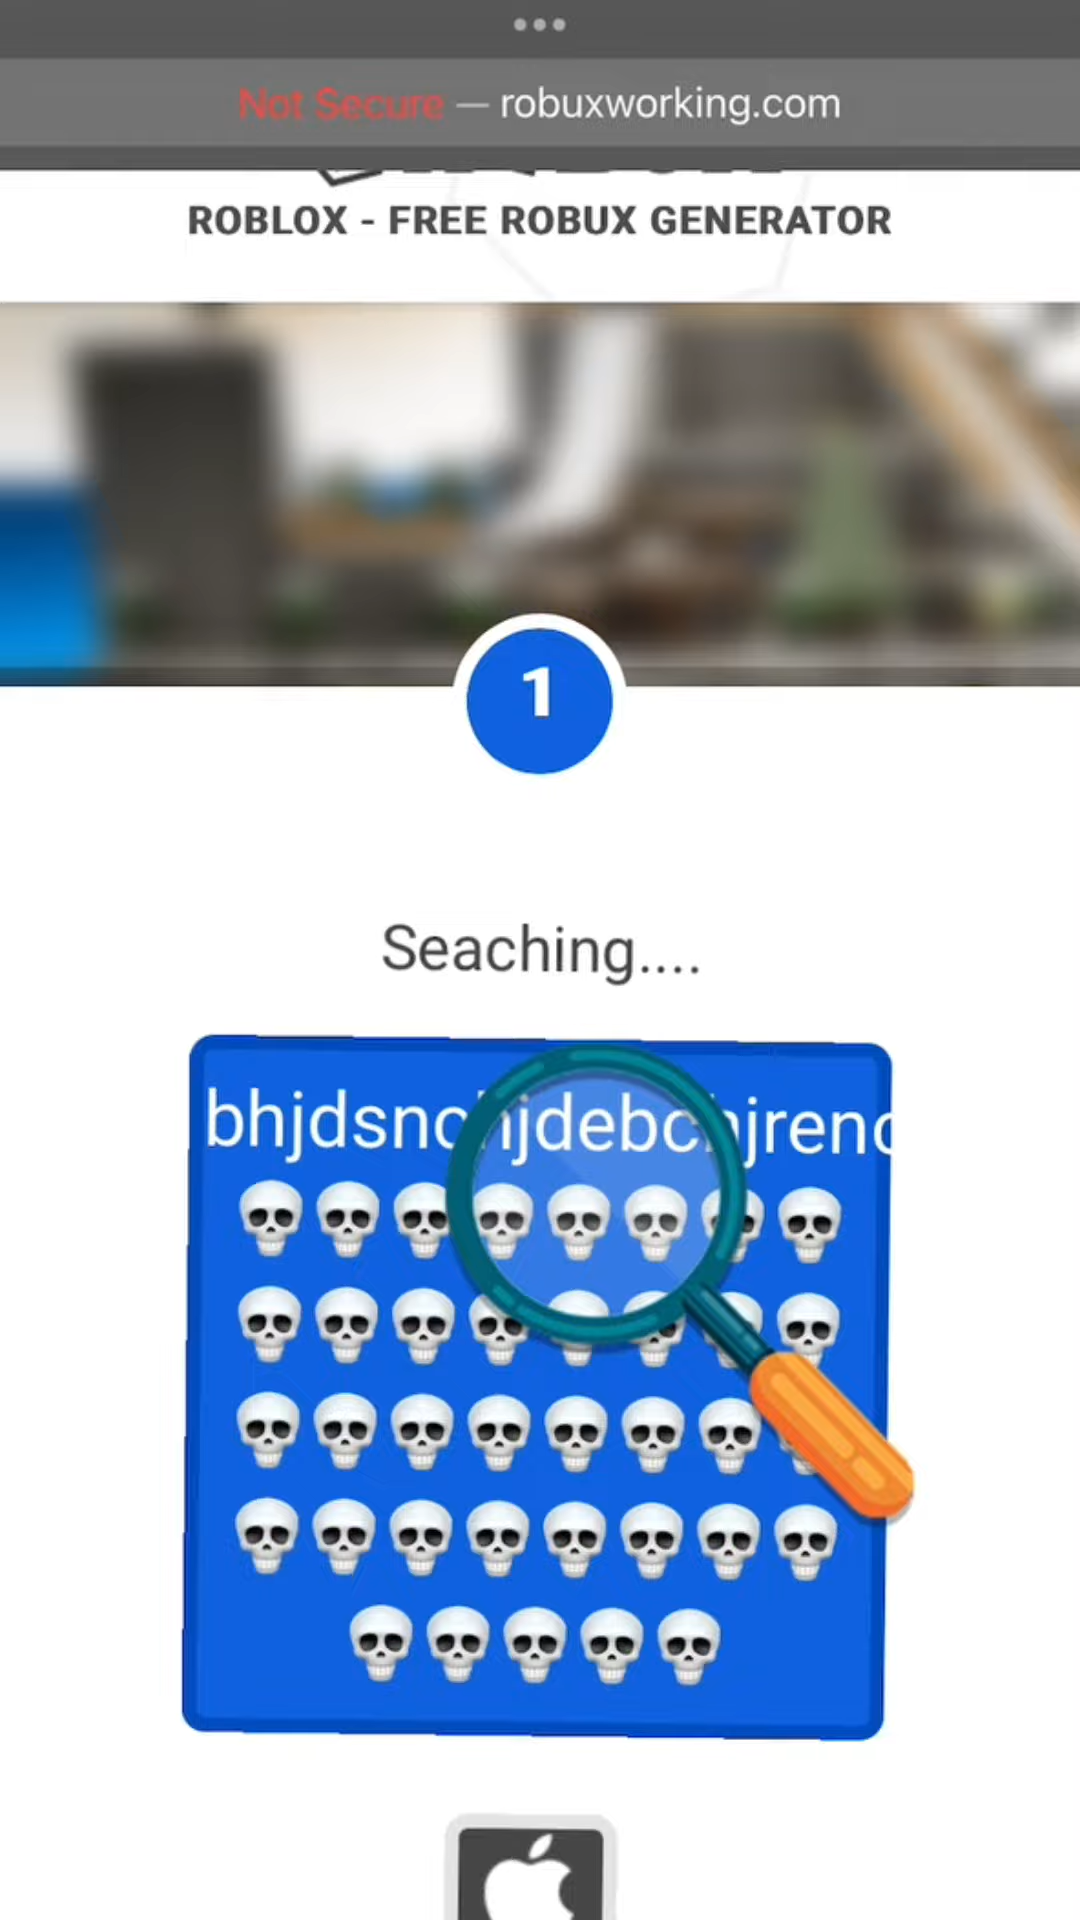 Not Secure — robuxworking.com
ROBLOX - FREE ROBUX GENERATOR
1
Seaching....